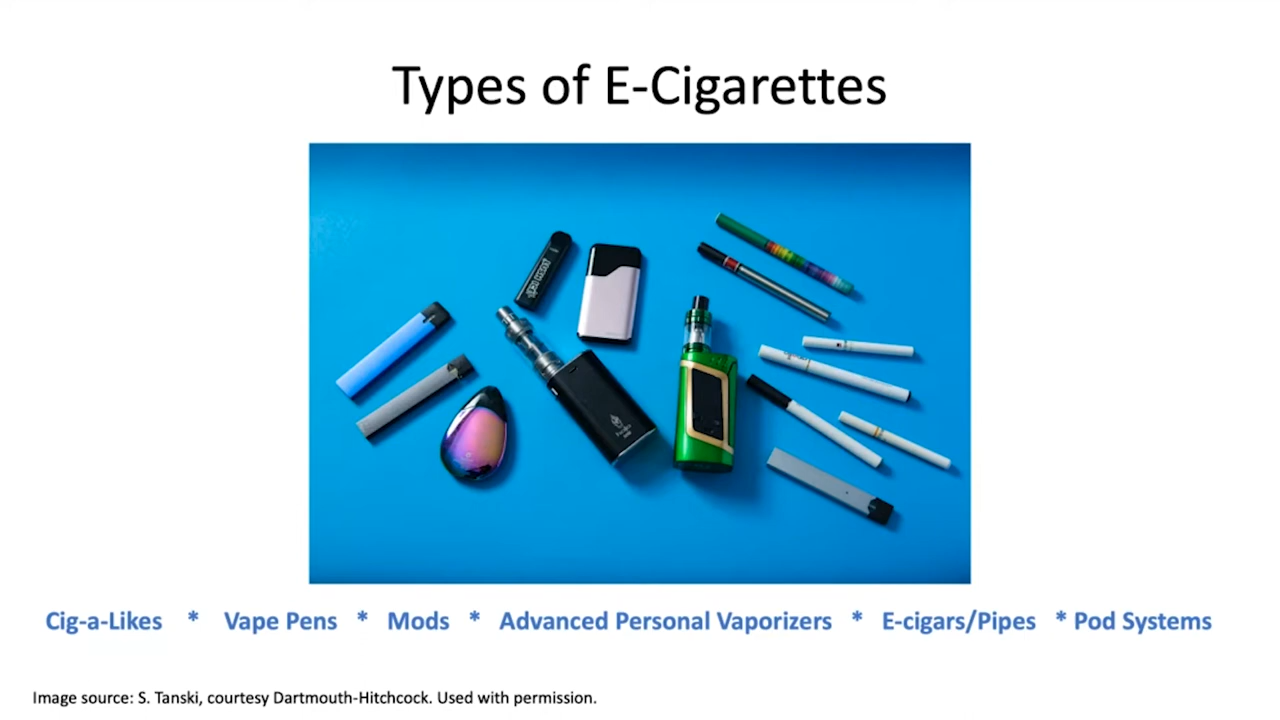 Types of E-Cigarettes
Cig-a-Likes * Vape Pens * Mods * Advanced Personal Vaporizers * E-cigars/Pipes * Pod Systems
Image source: S. Tanski, courtesy Dartmouth-Hitchcock. Used with permission.